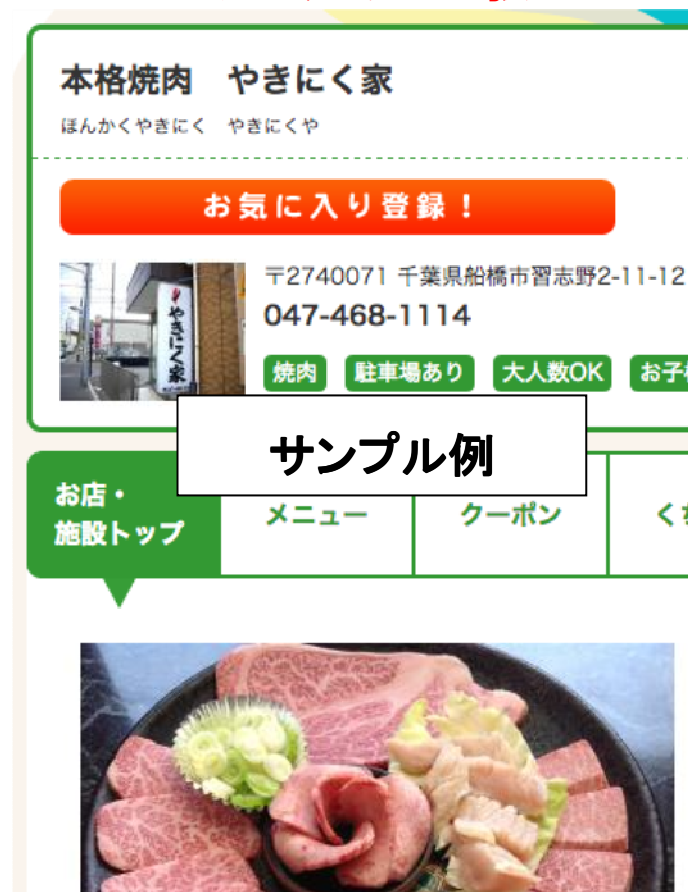 本格焼肉　やきにく家
ほんかくやきにく　やきにくや
お気に入り登録！
〒2740071 千葉県船橋市習志野2-11-12
047-468-1114
やきにく家
焼肉 駐車場あり 大人数OK お子
サンプル例
お店・
施設トップ
メニュー
クーポン
く